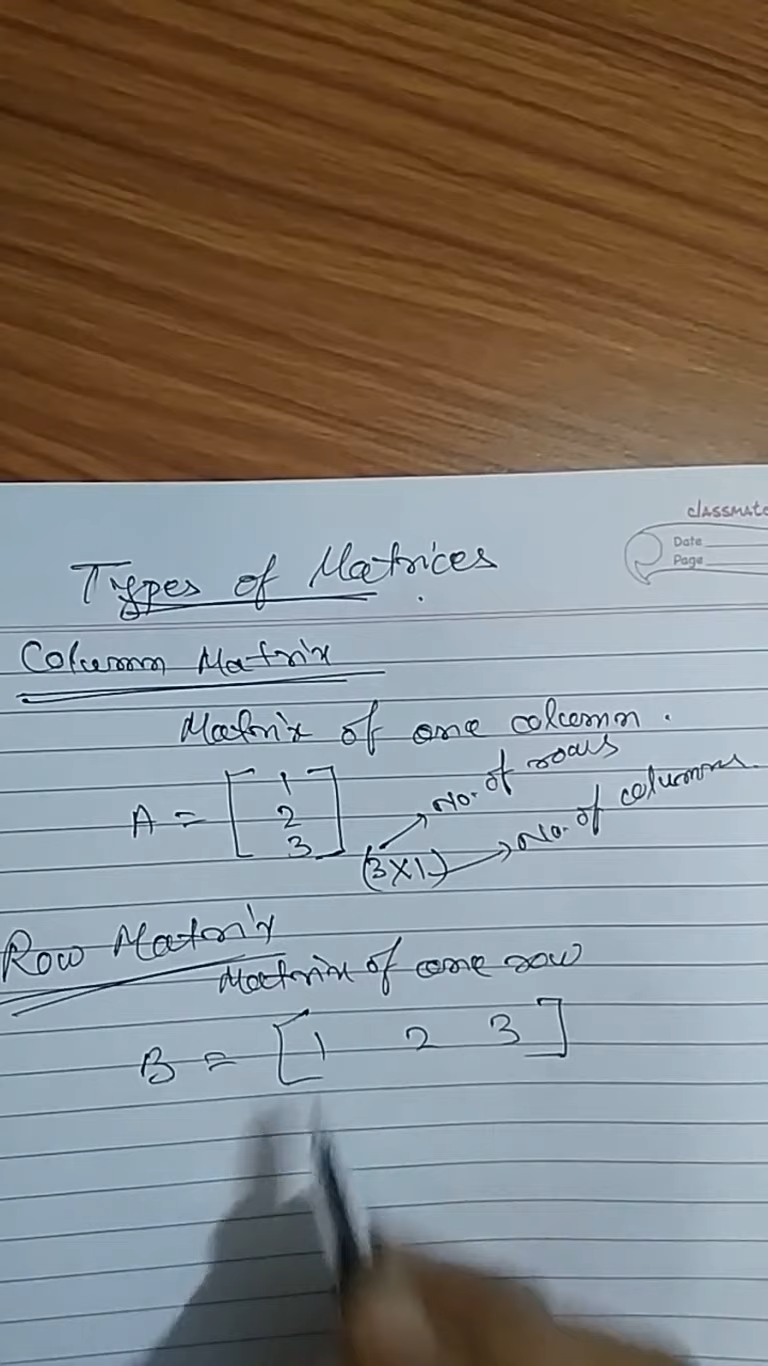 classmate
Date
Page
Types of Matrices
Column Matrix
Matrix of one column.
No. of rows
A = [1
2
3] (3×1) No. of columns.
Row Matrix
Matrix of one row
B = [1 2 3]